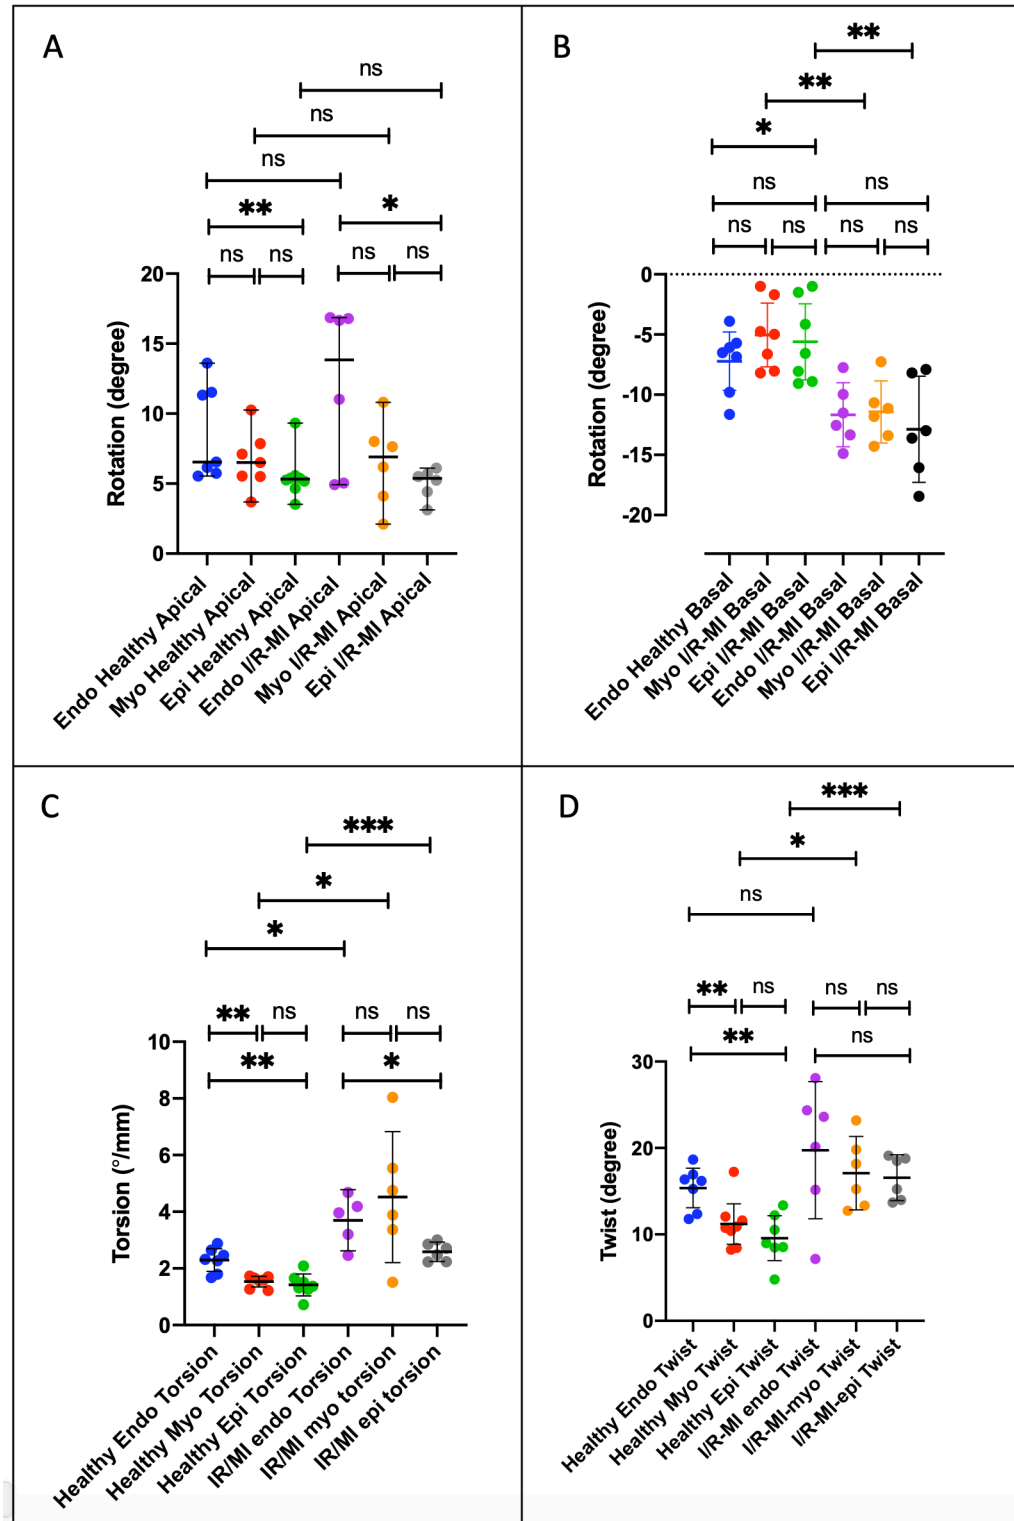 A
ns
ns
ns
** *
ns ns ns ns
20
15
10
5
0
Rotation (degree)
Endo Healthy Apical
Myo Healthy Apical
Epi Healthy Apical
Endo I/R-MI Apical
Myo I/R-MI Apical
Epi I/R-MI Apical
B
**
**
*
ns ns
ns ns ns ns
0
-5
-10
-15
-20
Rotation (degree)
Endo Healthy Basal
Myo I/R-MI Basal
Epi I/R-MI Basal
Endo I/R-MI Basal
Myo I/R-MI Basal
Epi I/R-MI Basal
C
***
*
*
** ns ns ns
** *
10
8
6
4
2
0
Torsion (°/mm)
Healthy Endo Torsion
Healthy Myo Torsion
Healthy Epi Torsion
IR/MI endo Torsion
IR/MI myo torsion
IR/MI epi torsion
D
***
*
ns
** ns ns ns
** ns
30
20
10
0
Twist (degree)
Healthy Endo Twist
Healthy Myo Twist
Healthy Epi Twist
I/R-MI endo Twist
I/R-MI-myo Twist
I/R-MI-epi Twist